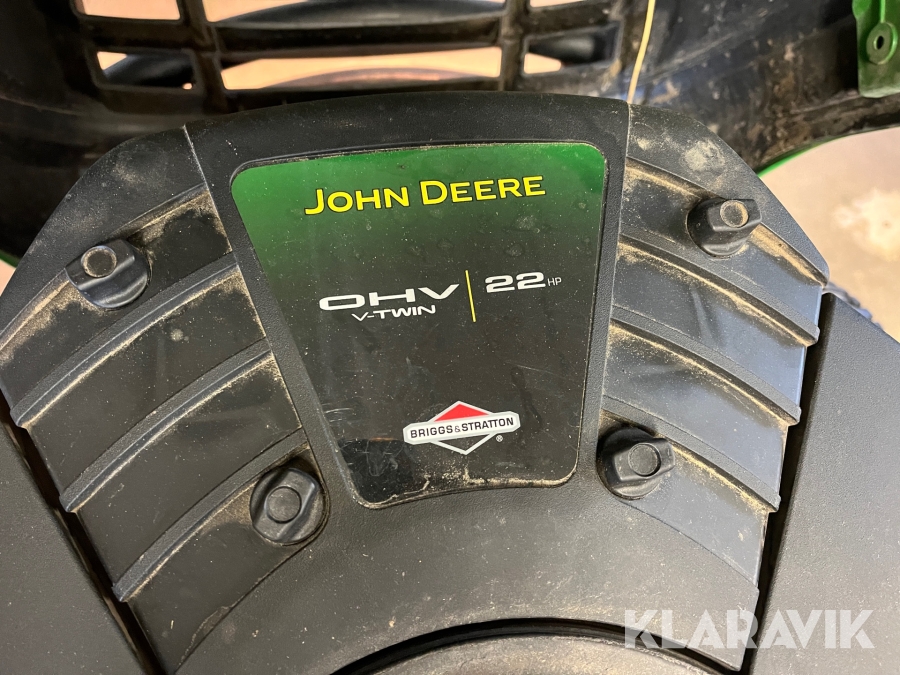 JOHN DEERE
OHV
V-TWIN
22 HP
BRIGGS & STRATTON
®
KLARAVIK